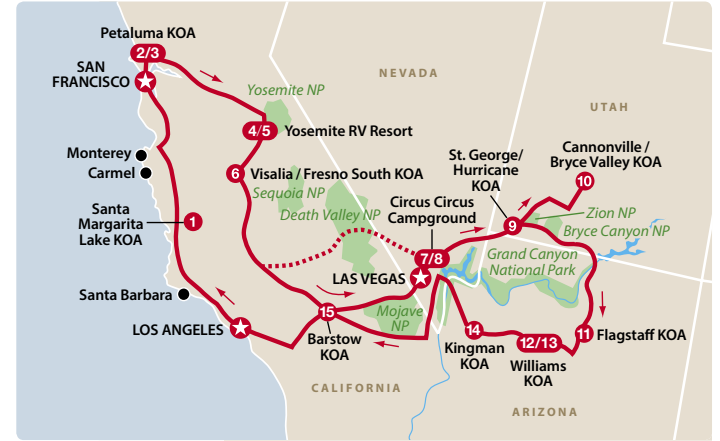 Petaluma KOA
2/3
SAN
FRANCISCO
NEVADA
UTAH
Yosemite NP
4/5
Yosemite RV Resort
Monterey
Carmel
6
Visalia / Fresno South KOA
Sequoia NP
Death Valley NP
St. George/
Hurricane
KOA
Cannonville /
Bryce Valley KOA
10
Circus Circus
Campground
Santa
Margarita
Lake KOA
1
9
Zion NP
Bryce Canyon NP
7/8
LAS VEGAS
Grand Canyon
National Park
Santa Barbara
LOS ANGELES
15
Barstow
KOA
Mojave
NP
14
Kingman
KOA
12/13
Williams
KOA
11
Flagstaff KOA
CALIFORNIA
ARIZONA